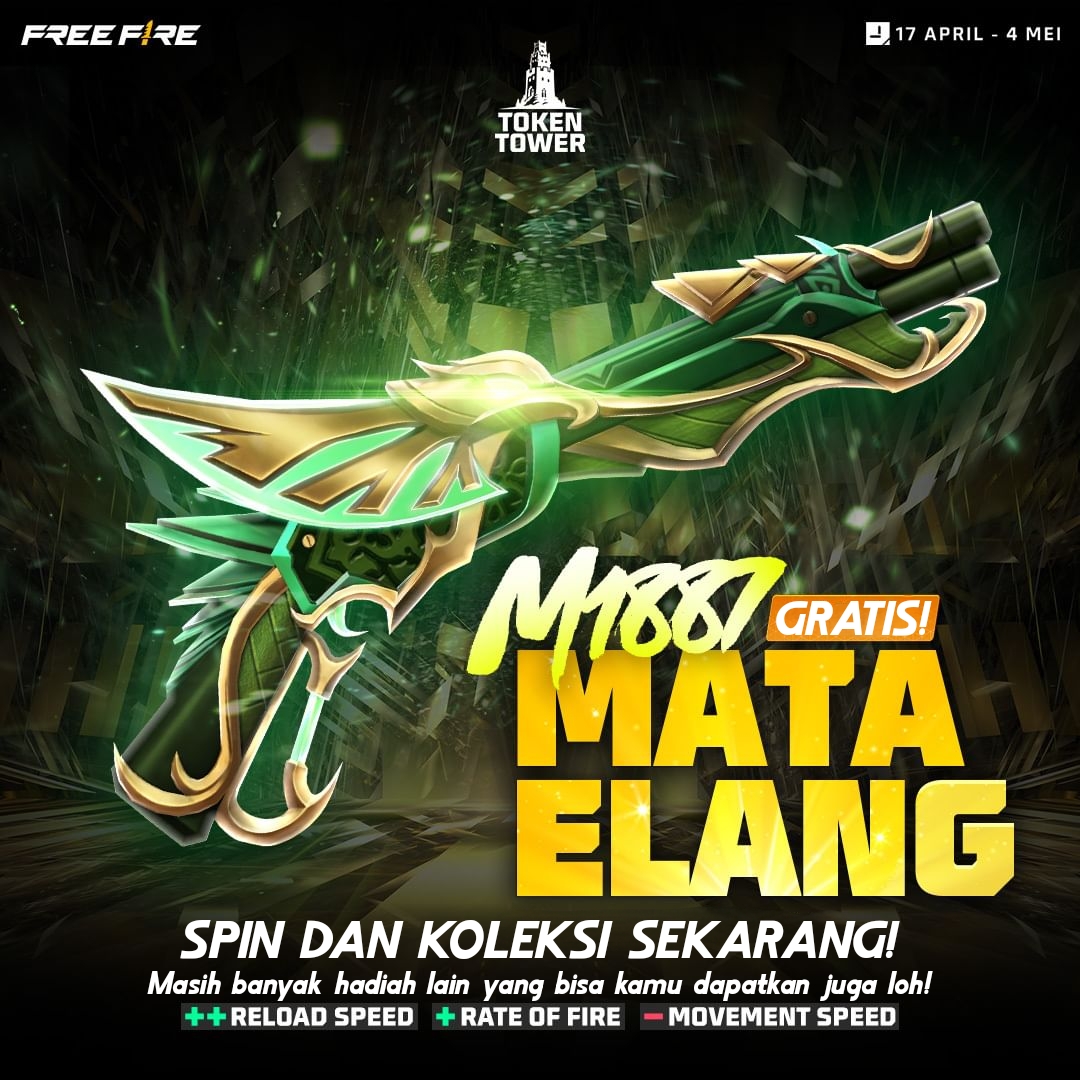 FREE FIRE
17 APRIL - 4 MEI
TOKEN
TOWER
M1887
GRATIS!
MATA
ELANG
SPIN DAN KOLEKSI SEKARANG!
Masih banyak hadiah lain yang bisa kamu dapatkan juga loh!
++ RELOAD SPEED + RATE OF FIRE - MOVEMENT SPEED